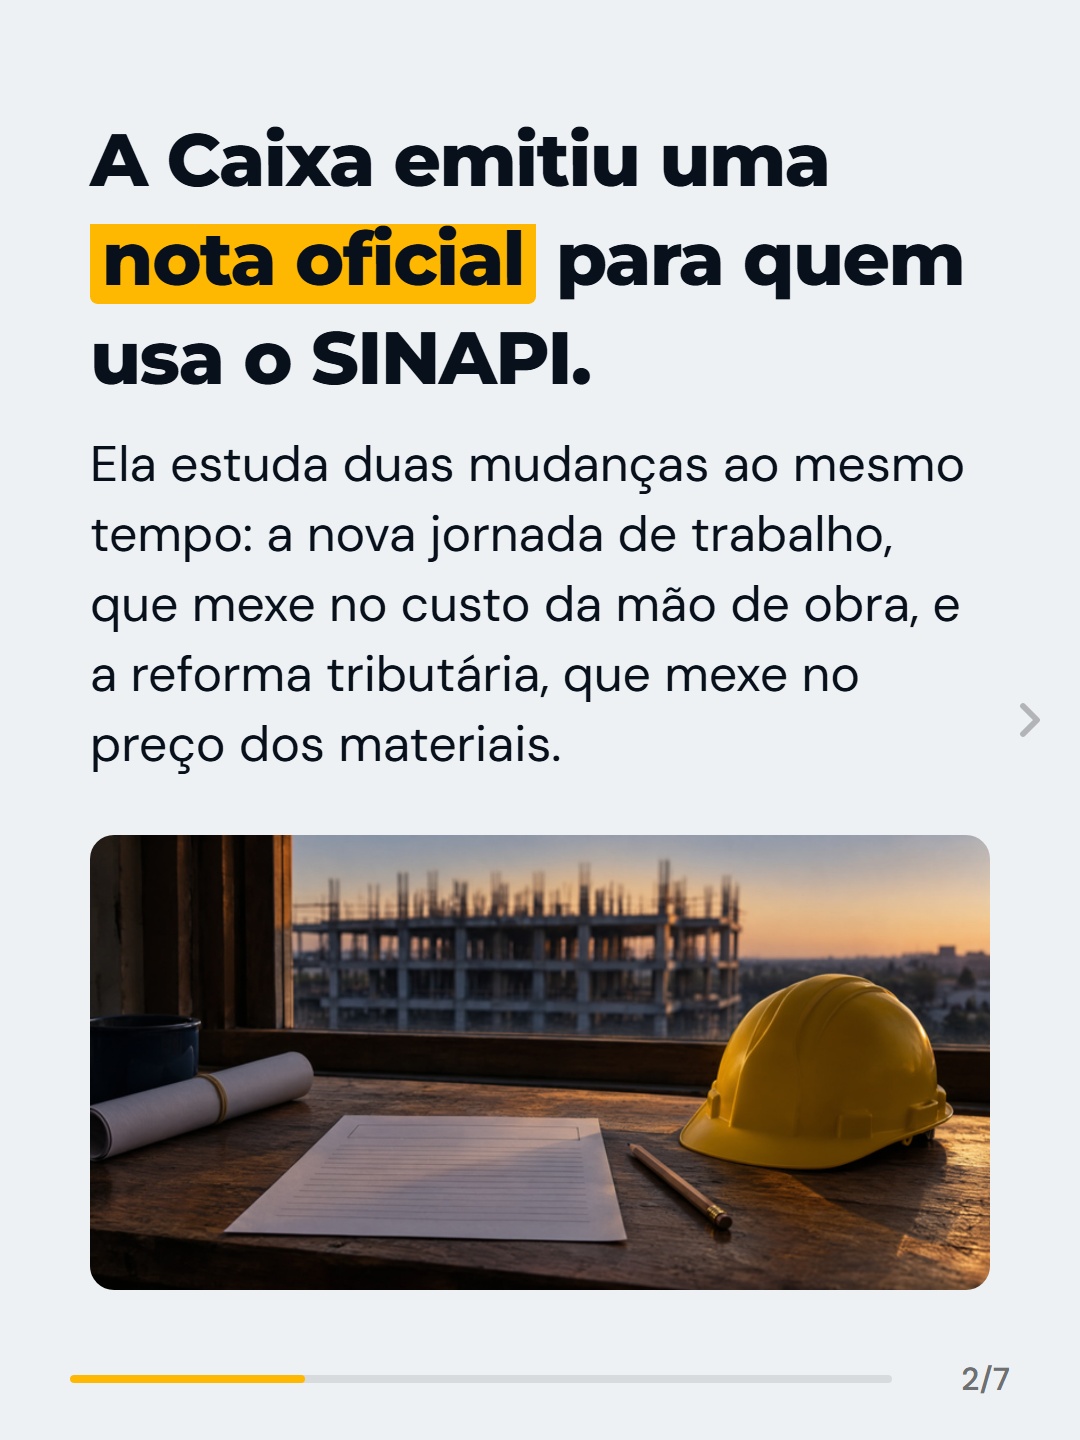 A Caixa emitiu uma
nota oficial para quem
usa o SINAPI.
Ela estuda duas mudanças ao mesmo
tempo: a nova jornada de trabalho,
que mexe no custo da mão de obra, e
a reforma tributária, que mexe no
preço dos materiais.
2/7